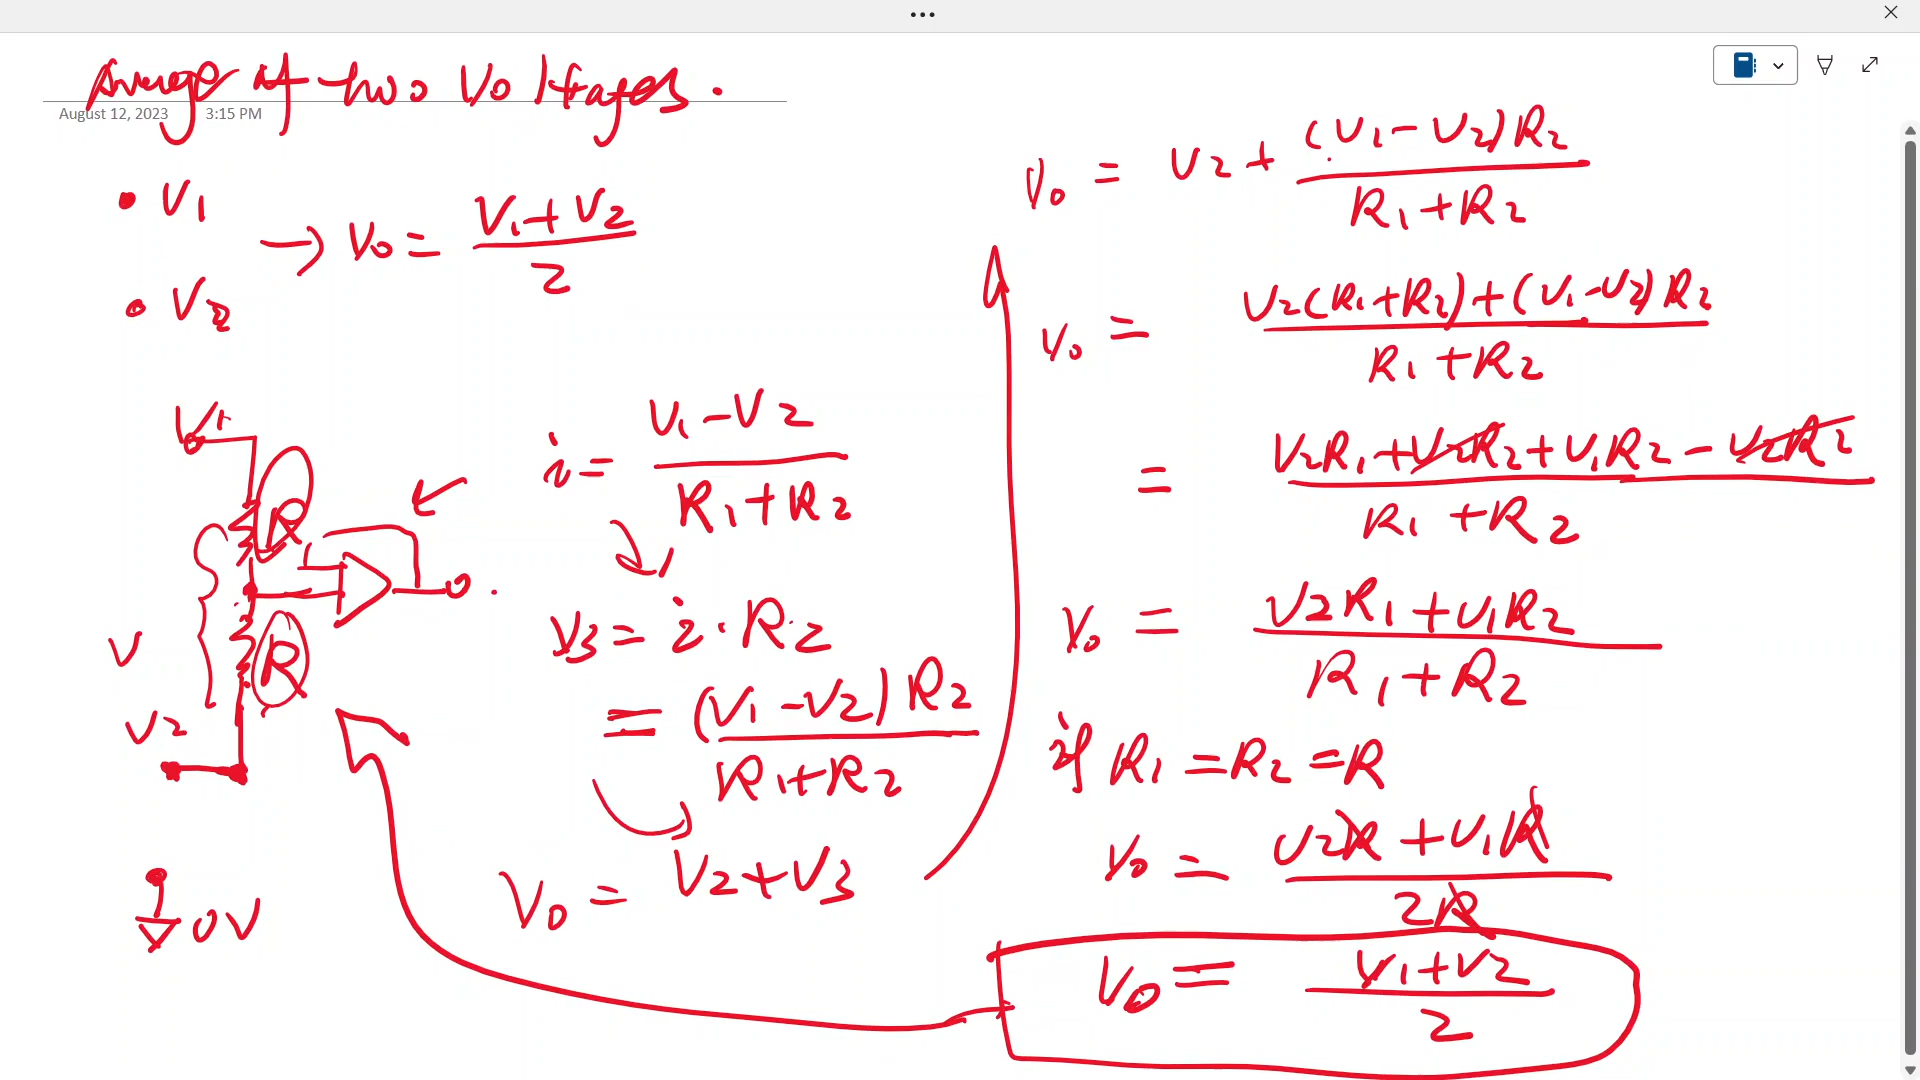 Average of two Voltages.
August 12, 2023 3:15 PM
• V1
→ Vo = V1 + V2 / 2
• V2
V1
R
V
R
V2
0V
i = V1 - V2 / R1 + R2
V3 = i · R2
= (V1 - V2) R2 / R1 + R2
Vo = V2 + V3
Vo = V2 + (V1 - V2) R2 / R1 + R2
Vo = V2 (R1 + R2) + (V1 - V2) R2 / R1 + R2
= V2R1 + V2R2 + V1R2 - V2R2 / R1 + R2
Vo = V2R1 + V1R2 / R1 + R2
if R1 = R2 = R
Vo = V2R + V1R / 2R
Vo = V1 + V2 / 2